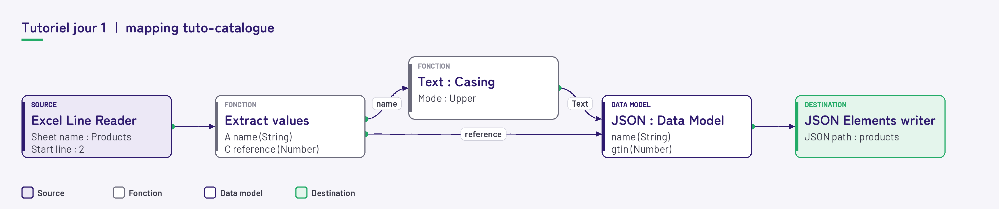 Tutoriel jour 1 | mapping tuto-catalogue
SOURCE
Excel Line Reader
Sheet name : Products
Start line : 2
FONCTION
Extract values
A name (String)
C reference (Number)
name
FONCTION
Text : Casing
Mode : Upper
Text
reference
DATA MODEL
JSON : Data Model
name (String)
gtin (Number)
DESTINATION
JSON Elements writer
JSON path : products
Source
Fonction
Data model
Destination